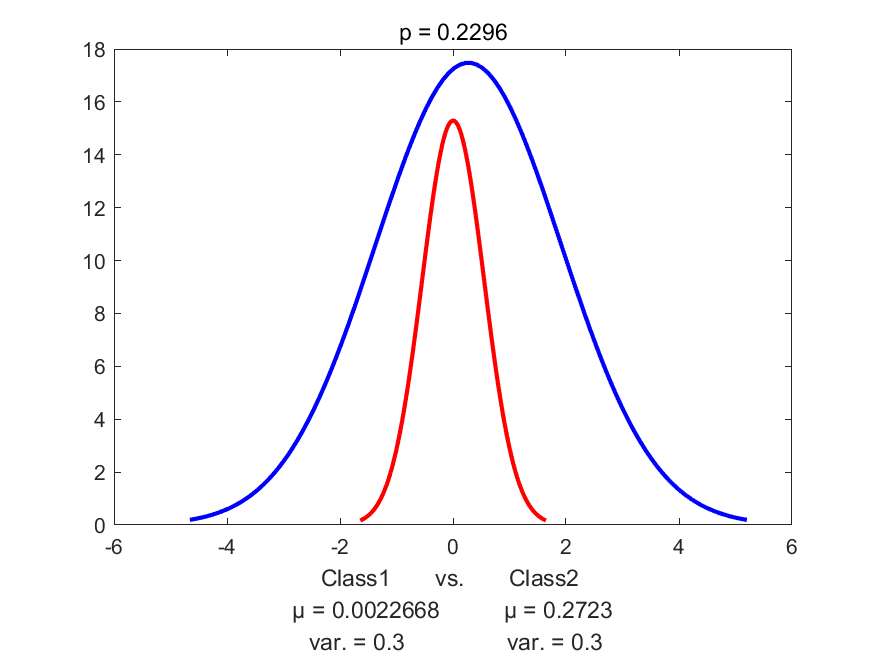 p = 0.2296
18
16
14
12
10
8
6
4
2
0
-6 -4 -2 0 2 4 6
Class1 vs. Class2
μ = 0.0022668 μ = 0.2723
var. = 0.3 var. = 0.3